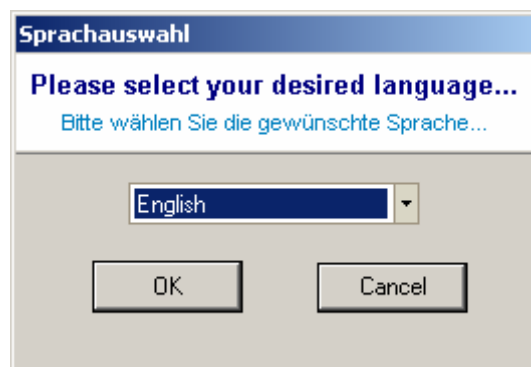 Sprachauswahl
Please select your desired language...
Bitte wählen Sie die gewünschte Sprache...
English
OK Cancel